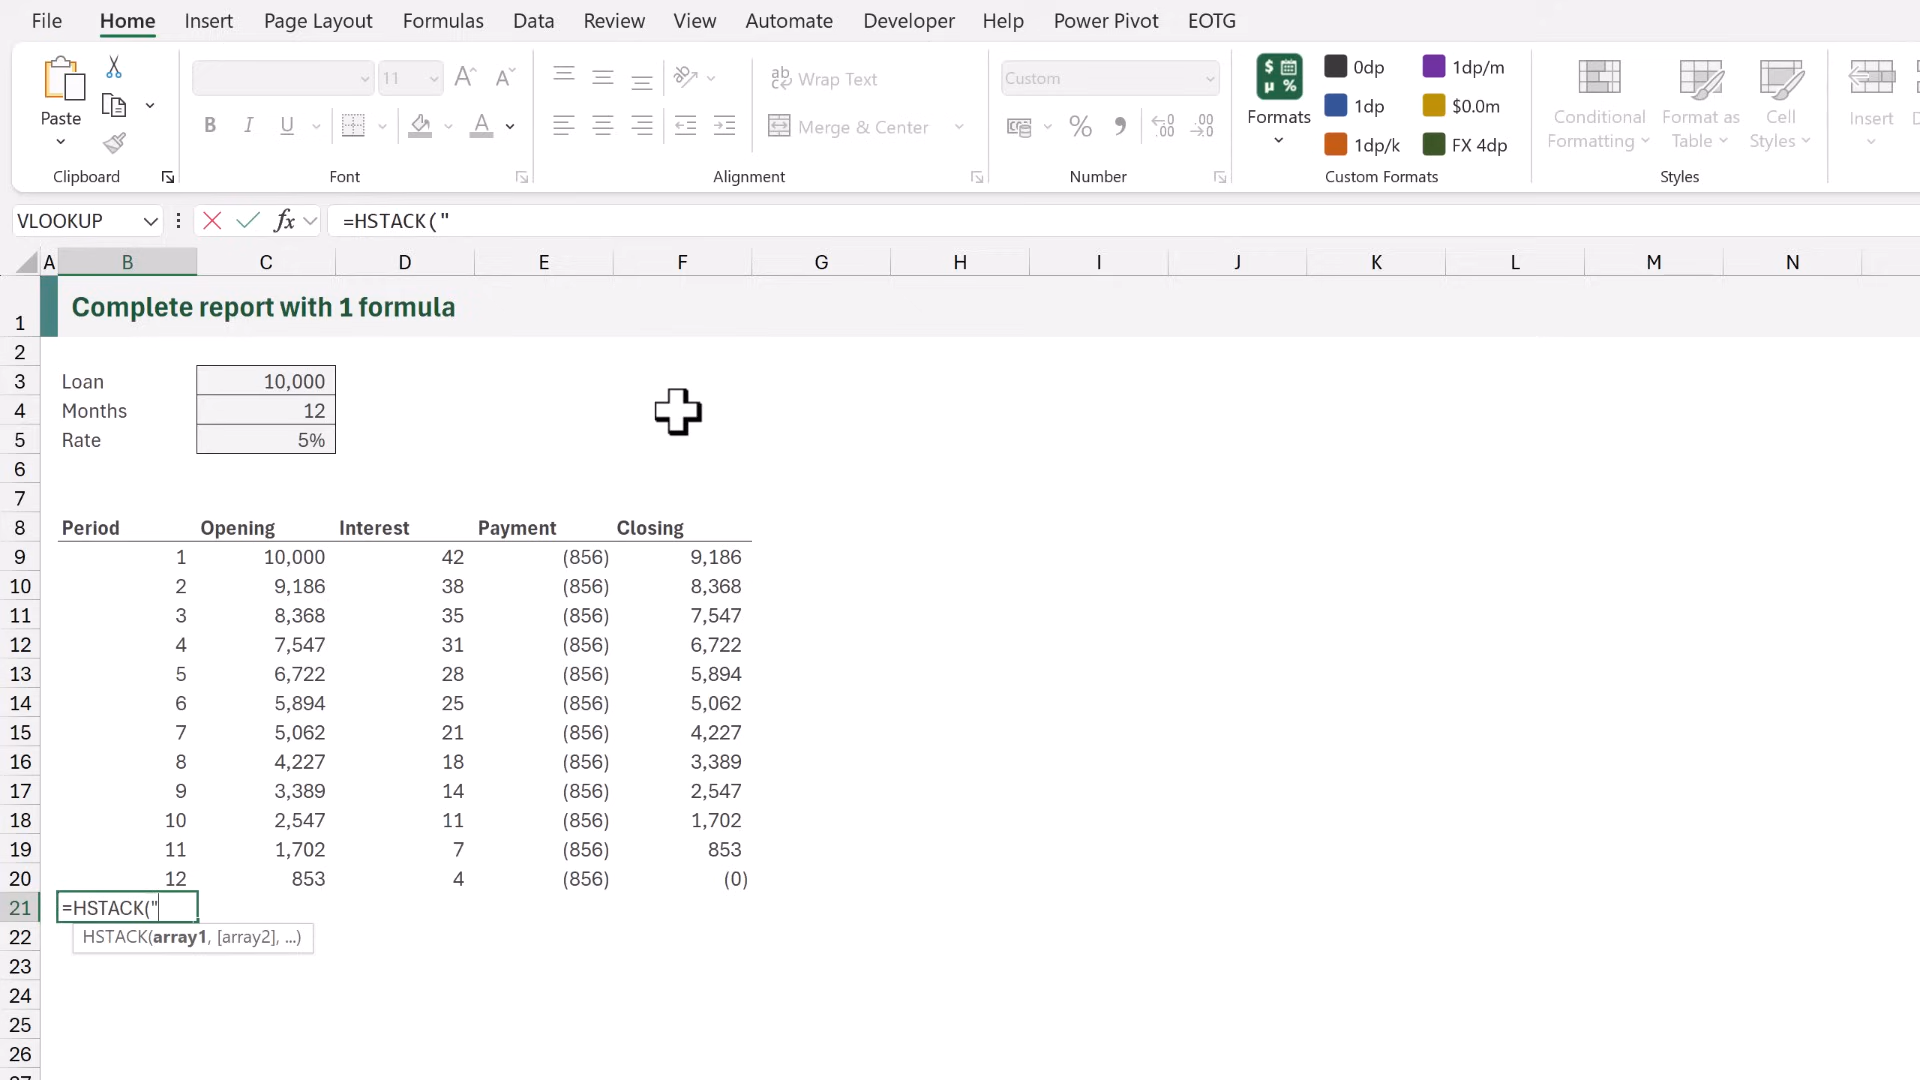 File Home Insert Page Layout Formulas Data Review View Automate Developer Help Power Pivot EOTG
Paste
Clipboard
11 A A
B I U A
Font
ab Wrap Text
Merge & Center
Alignment
Custom
% 9 .00 .00
Number
$ % µ
Formats
0dp 1dp/m
1dp $0.0m
1dp/k FX 4dp
Custom Formats
Conditional Formatting
Format as Table
Cell Styles
Styles
Insert
VLOOKUP fx =HSTACK("
A B C D E F G H I J K L M N
1 Complete report with 1 formula
2
3 Loan 10,000
4 Months 12
5 Rate 5%
6
7
8 Period Opening Interest Payment Closing
9 1 10,000 42 (856) 9,186
10 2 9,186 38 (856) 8,368
11 3 8,368 35 (856) 7,547
12 4 7,547 31 (856) 6,722
13 5 6,722 28 (856) 5,894
14 6 5,894 25 (856) 5,062
15 7 5,062 21 (856) 4,227
16 8 4,227 18 (856) 3,389
17 9 3,389 14 (856) 2,547
18 10 2,547 11 (856) 1,702
19 11 1,702 7 (856) 853
20 12 853 4 (856) (0)
21 =HSTACK("
22 HSTACK(array1, [array2], ...)
23
24
25
26